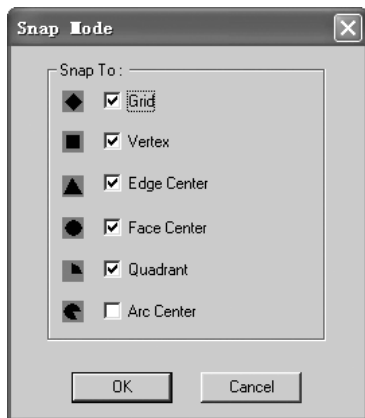 Snap Mode
Snap To :
Grid
Vertex
Edge Center
Face Center
Quadrant
Arc Center
OK
Cancel